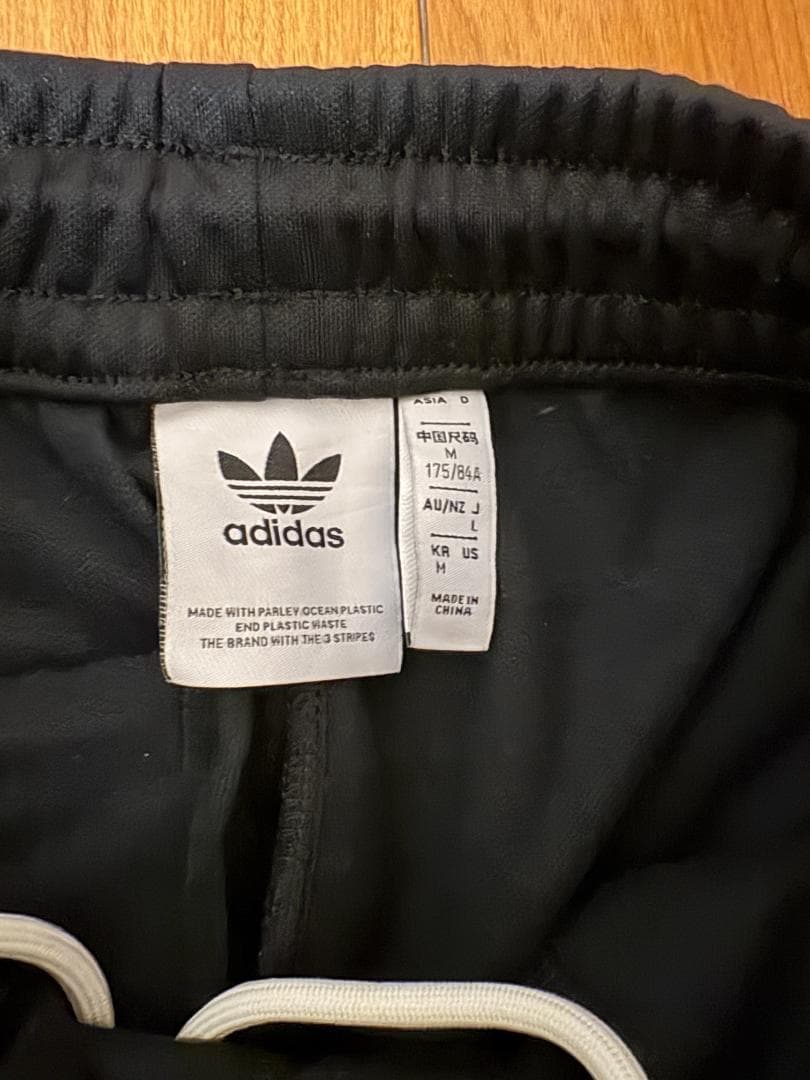 adidas
MADE WITH PARLEY OCEAN PLASTIC
END PLASTIC WASTE
THE BRAND WITH THE 3 STRIPES
ASIA D
中国尺码
M
175/84A
AU/NZ J
L
KR US
M
MADE IN
CHINA